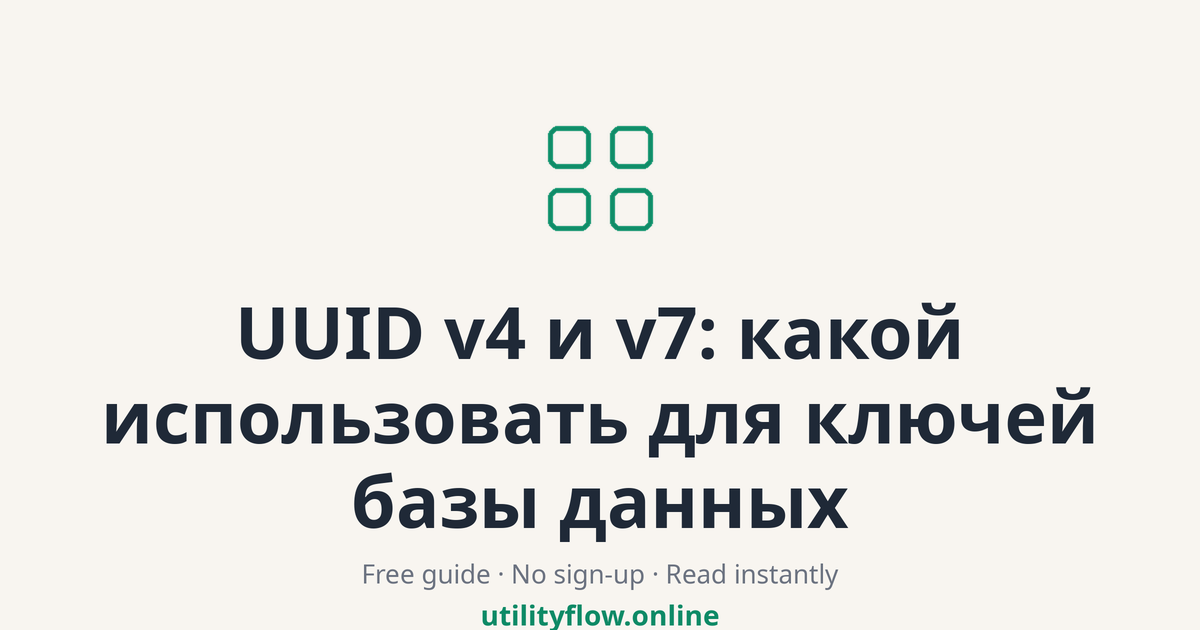 UUID v4 и v7: какой
использовать для ключей
базы данных
Free guide · No sign-up · Read instantly
utilityflow.online